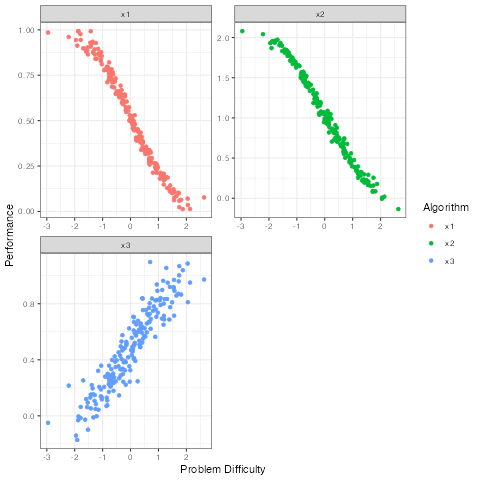 x1
x2
1.00
0.75
0.50
0.25
0.00
2.0
1.5
1.0
0.5
0.0
-3 -2 -1 0 1 2
-3 -2 -1 0 1 2
x3
0.8
0.4
0.0
-3 -2 -1 0 1 2
Performance
Problem Difficulty
Algorithm
x1
x2
x3